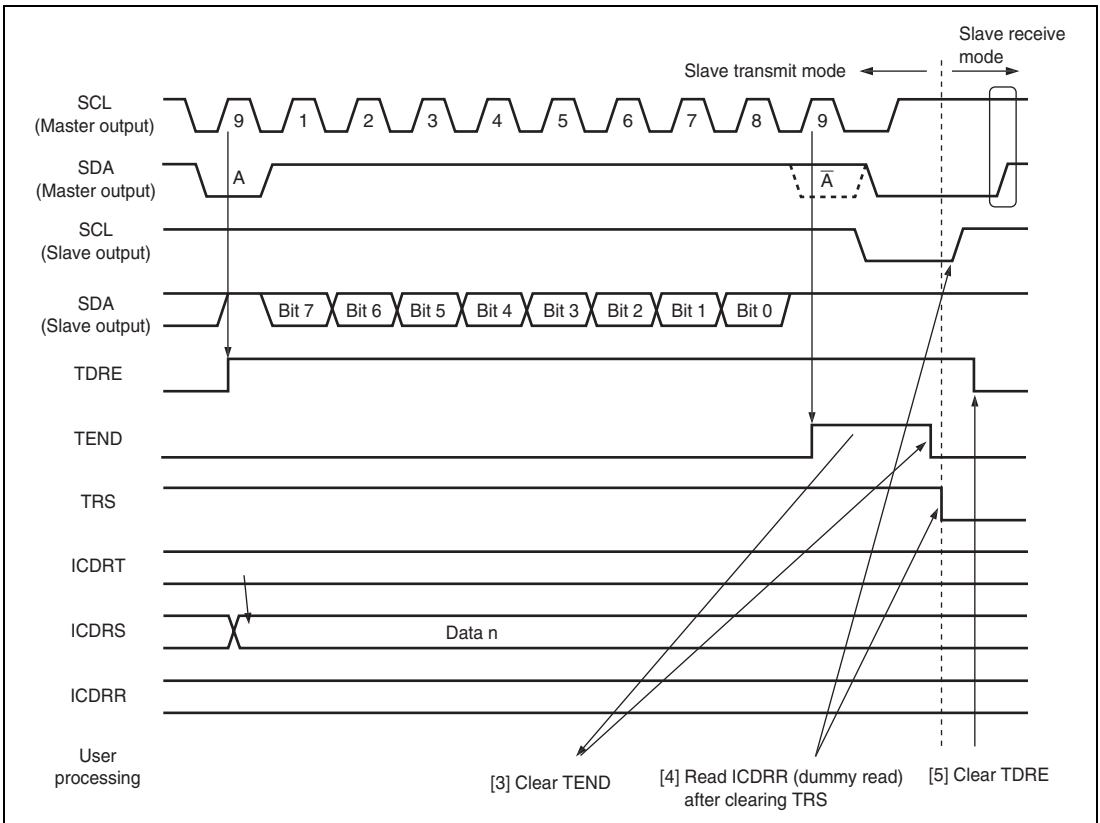 Slave receive
mode
Slave transmit mode
SCL
(Master output)
9 1 2 3 4 5 6 7 8 9
SDA
(Master output)
A A̅
SCL
(Slave output)
SDA
(Slave output)
Bit 7 Bit 6 Bit 5 Bit 4 Bit 3 Bit 2 Bit 1 Bit 0
TDRE
TEND
TRS
ICDRT
ICDRS
Data n
ICDRR
User
processing
[3] Clear TEND
[4] Read ICDRR (dummy read)
after clearing TRS
[5] Clear TDRE